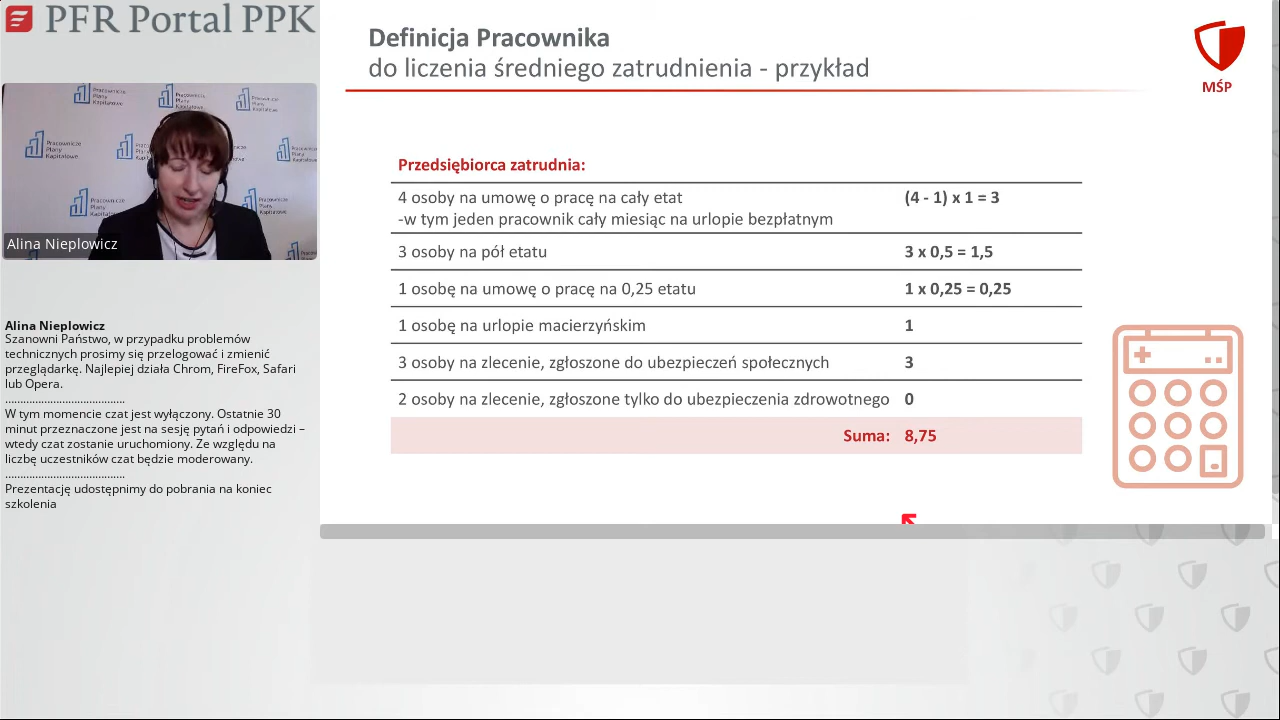 PFR Portal PPK
Pracownicze
Plany
Kapitałowe
Alina Nieplowicz
Alina Nieplowicz
Szanowni Państwo, w przypadku problemów
technicznych prosimy się przelogować i zmienić
przeglądarkę. Najlepiej działa Chrom, FireFox, Safari
lub Opera.
........................................
W tym momencie czat jest wyłączony. Ostatnie 30
minut przeznaczone jest na sesję pytań i odpowiedzi –
wtedy czat zostanie uruchomiony. Ze względu na
liczbę uczestników czat będzie moderowany.
........................................
Prezentację udostępnimy do pobrania na koniec
szkolenia
Definicja Pracownika
do liczenia średniego zatrudnienia - przykład
MŚP
Przedsiębiorca zatrudnia:
4 osoby na umowę o pracę na cały etat (4 - 1) x 1 = 3
-w tym jeden pracownik cały miesiąc na urlopie bezpłatnym
3 osoby na pół etatu 3 x 0,5 = 1,5
1 osobę na umowę o pracę na 0,25 etatu 1 x 0,25 = 0,25
1 osobę na urlopie macierzyńskim 1
3 osoby na zlecenie, zgłoszone do ubezpieczeń społecznych 3
2 osoby na zlecenie, zgłoszone tylko do ubezpieczenia zdrowotnego 0
Suma: 8,75